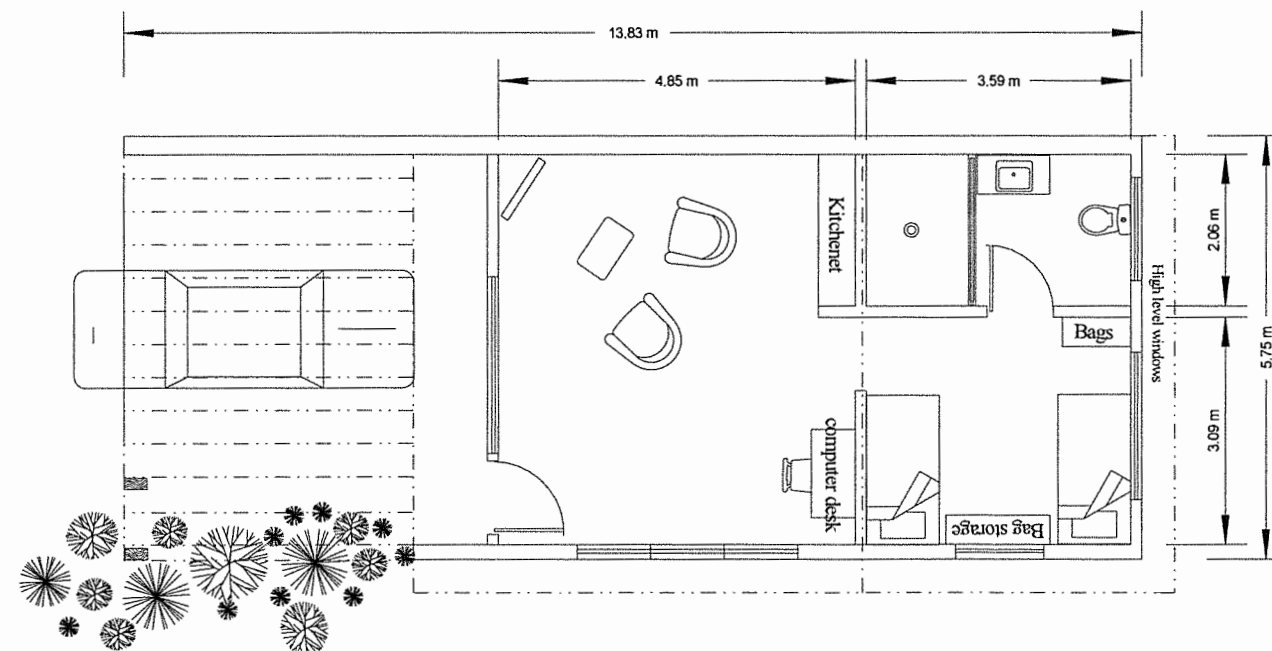 13.83 m
4.85 m
3.59 m
Kitchenet
2.06 m
High level windows
5.75 m
Bags
3.09 m
computer desk
Bag storage